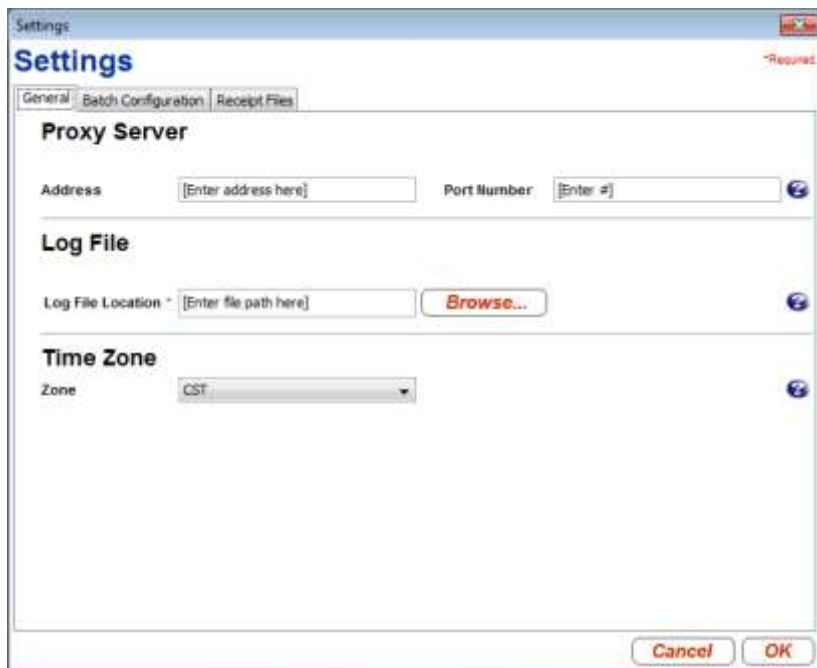 Settings
Settings
*Required
General Batch Configuration Receipt Files
Proxy Server
Address [Enter address here] Port Number [Enter #] ?
Log File
Log File Location * [Enter file path here] Browse... ?
Time Zone
Zone CST ?
Cancel OK